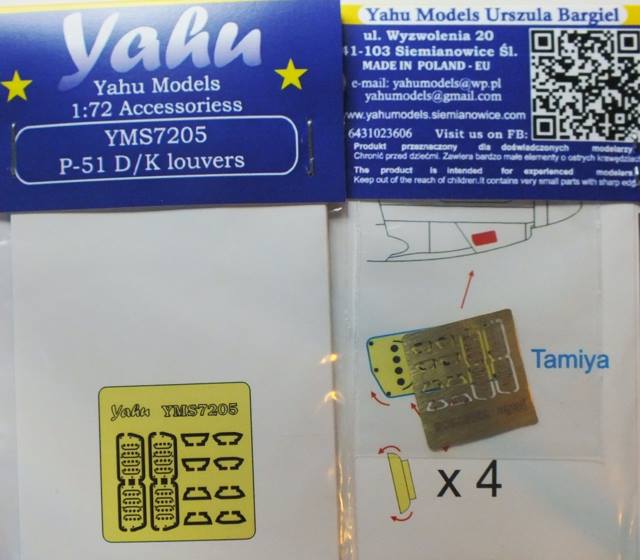 Yahu
Yahu Models
1:72 Accessoriess
YMS7205
P-51 D/K louvers
Yahu YMS7205
Yahu Models Urszula Bargiel
ul. Wyzwolenia 20
41-103 Siemianowice Śl.
MADE IN POLAND - EU
e-mail: yahumodels@wp.pl
yahumodels@gmail.com
www.yahumodels.siemianowice.com
6431023606 Visit us on FB:
Produkt przeznaczony dla doświadczonych modelarzy
Chronić przed dziećmi. Zawiera bardzo małe elementy o ostrych krawędziac
The product is intended for experienced modelers
Keep out of the reach of children.It contains very small parts with sharp edg
Tamiya
x 4